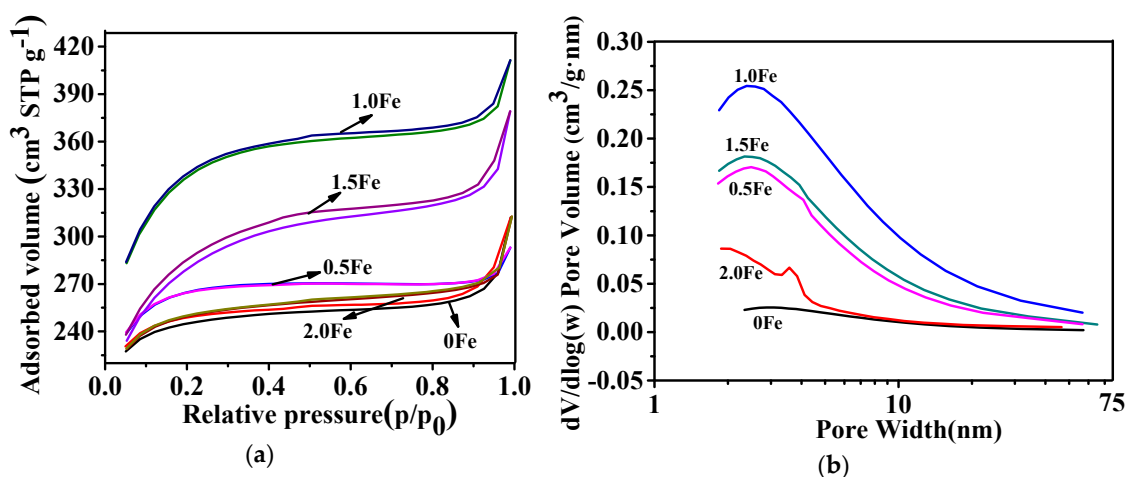 Adsorbed volume (cm³ STP g⁻¹)
420
390
360
330
300
270
240
1.0Fe
1.5Fe
0.5Fe
2.0Fe
0Fe
0.0 0.2 0.4 0.6 0.8 1.0
Relative pressure(p/p₀)
(a)
dV/dlog(w) Pore Volume (cm³/g·nm)
0.30
0.25
0.20
0.15
0.10
0.05
0.00
-0.05
1.0Fe
1.5Fe
0.5Fe
2.0Fe
0Fe
1 10 75
Pore Width(nm)
(b)